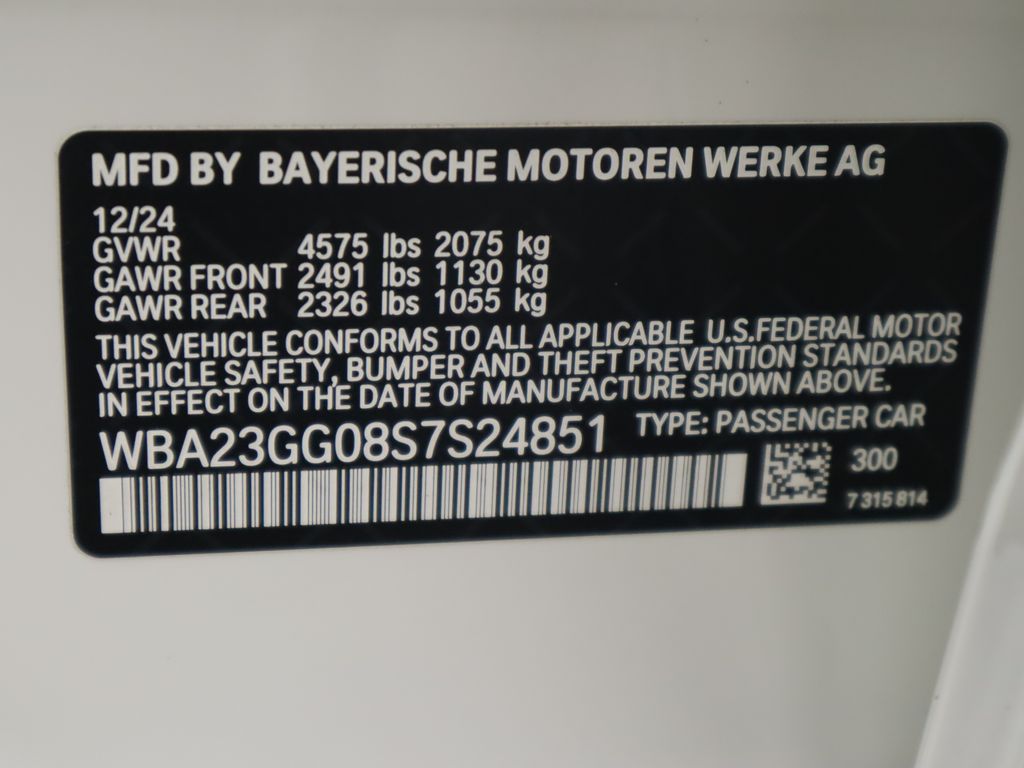 MFD BY BAYERISCHE MOTOREN WERKE AG
12/24
GVWR 4575 lbs 2075 kg
GAWR FRONT 2491 lbs 1130 kg
GAWR REAR 2326 lbs 1055 kg
THIS VEHICLE CONFORMS TO ALL APPLICABLE U.S.FEDERAL MOTOR
VEHICLE SAFETY, BUMPER AND THEFT PREVENTION STANDARDS
IN EFFECT ON THE DATE OF MANUFACTURE SHOWN ABOVE.
WBA23GG08S7S24851 TYPE: PASSENGER CAR
300
7 315 814